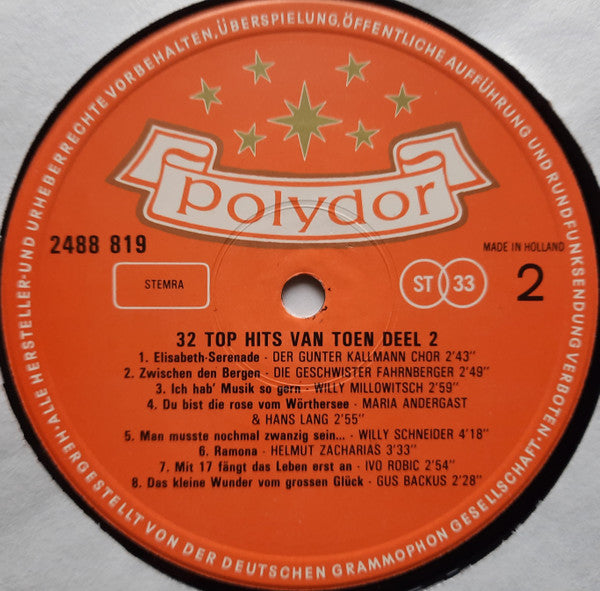 ·ALLE HERSTELLER-UND URHEBERRECHTE VORBEHALTEN,ÜBERSPIELUNG,ÖFFENTLICHE AUFFÜHRUNG UND RUNDFUNKSENDUNG VERBOTEN.
polydor
2488 819
MADE IN HOLLAND
STEMRA
ST 33
2
32 TOP HITS VAN TOEN DEEL 2
1. Elisabeth-Serenade · DER GUNTER KALLMANN CHOR 2'43''
2. Zwischen den Bergen · DIE GESCHWISTER FAHRNBERGER 2'49''
3. Ich hab' Musik so gern · WILLY MILLOWITSCH 2'59''
4. Du bist die rose vom Wörthersee · MARIA ANDERGAST
& HANS LANG 2'55''
5. Man musste nochmal zwanzig sein... · WILLY SCHNEIDER 4'18''
6. Ramona · HELMUT ZACHARIAS 3'33''
7. Mit 17 fängt das Leben erst an · IVO ROBIC 2'54''
8. Das kleine Wunder vom grossen Glück · GUS BACKUS 2'28''
HERGESTELLT VON DER DEUTSCHEN GRAMMOPHON GESELLSCHAFT·